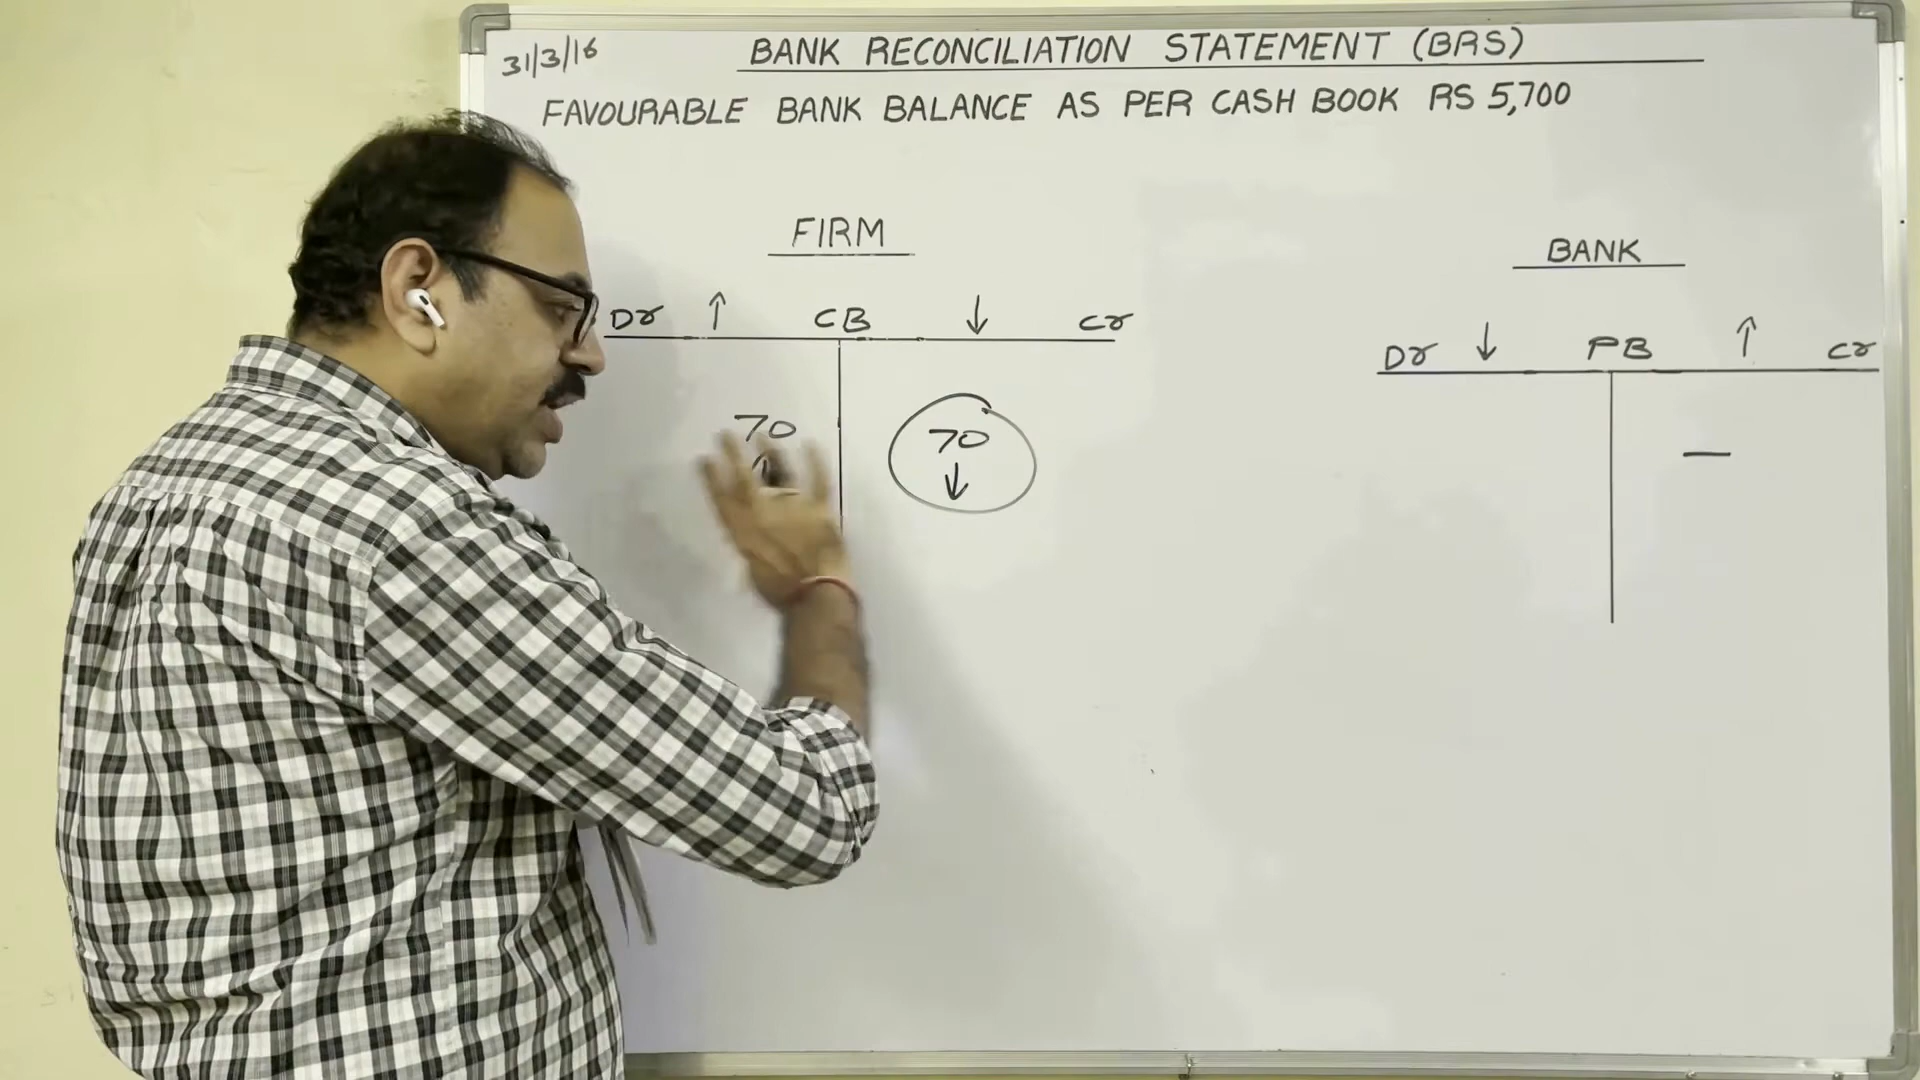 31/3/16
BANK RECONCILIATION STATEMENT (BRS)
FAVOURABLE BANK BALANCE AS PER CASH BOOK RS 5,700
FIRM
Dr ↑ CB ↓ Cr
70 70
↑ ↓
BANK
Dr ↓ PB ↑ Cr
—